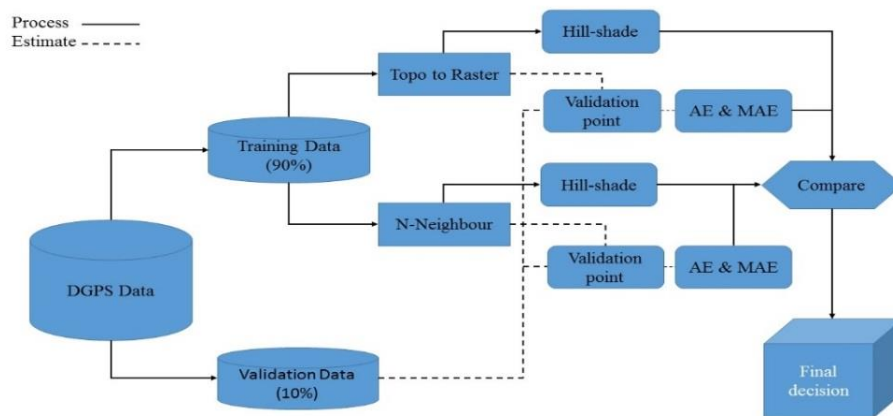 Process
Estimate
Hill-shade
Topo to Raster
Validation
point
AE & MAE
Training Data
(90%)
Hill-shade
Compare
N-Neighbour
Validation
point
AE & MAE
DGPS Data
Validation Data
(10%)
Final
decision